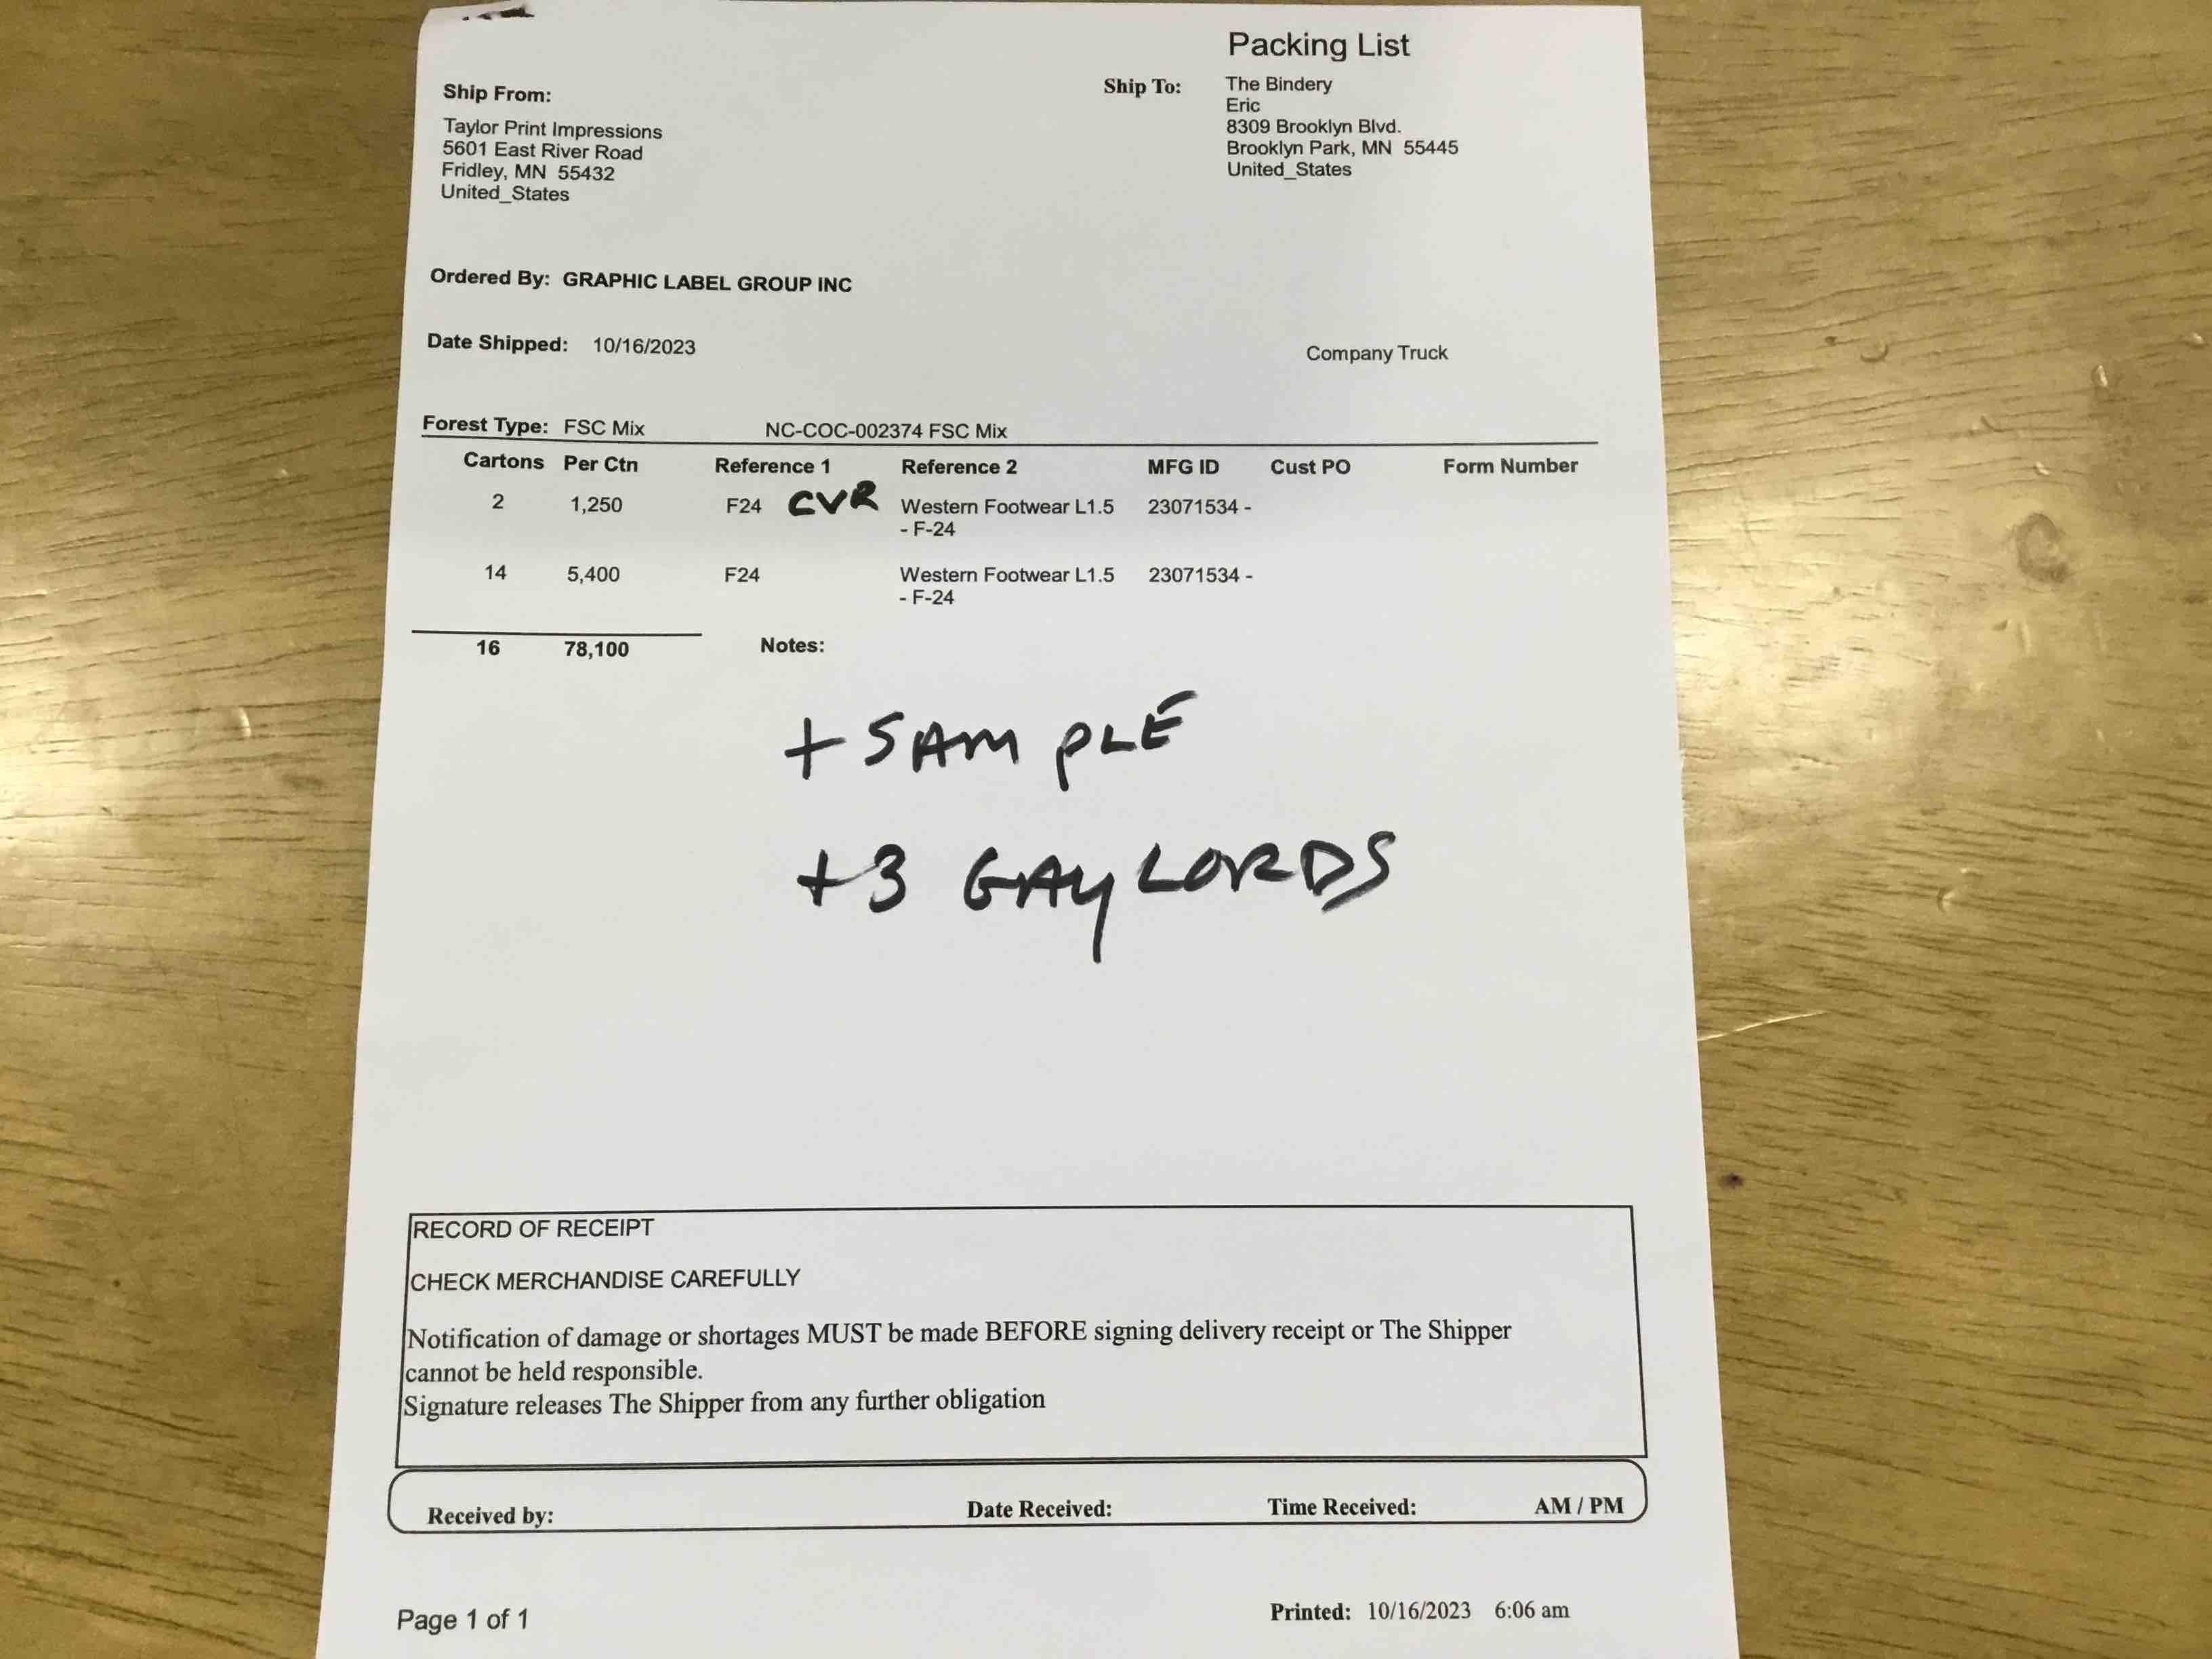 Packing List
Ship From:
Taylor Print Impressions
5601 East River Road
Fridley, MN 55432
United_States
Ship To:
The Bindery
Eric
8309 Brooklyn Blvd.
Brooklyn Park, MN 55445
United_States
Ordered By: GRAPHIC LABEL GROUP INC
Date Shipped: 10/16/2023
Company Truck
Forest Type: FSC Mix NC-COC-002374 FSC Mix
Cartons Per Ctn Reference 1 Reference 2 MFG ID Cust PO Form Number
2 1,250 F24 CVR Western Footwear L1.5 23071534 -
- F-24
14 5,400 F24 Western Footwear L1.5 23071534 -
- F-24
16 78,100 Notes:
+ SAMPLE
+3 GAYLORDS
RECORD OF RECEIPT
CHECK MERCHANDISE CAREFULLY
Notification of damage or shortages MUST be made BEFORE signing delivery receipt or The Shipper
cannot be held responsible.
Signature releases The Shipper from any further obligation
Received by: Date Received: Time Received: AM / PM
Page 1 of 1
Printed: 10/16/2023 6:06 am